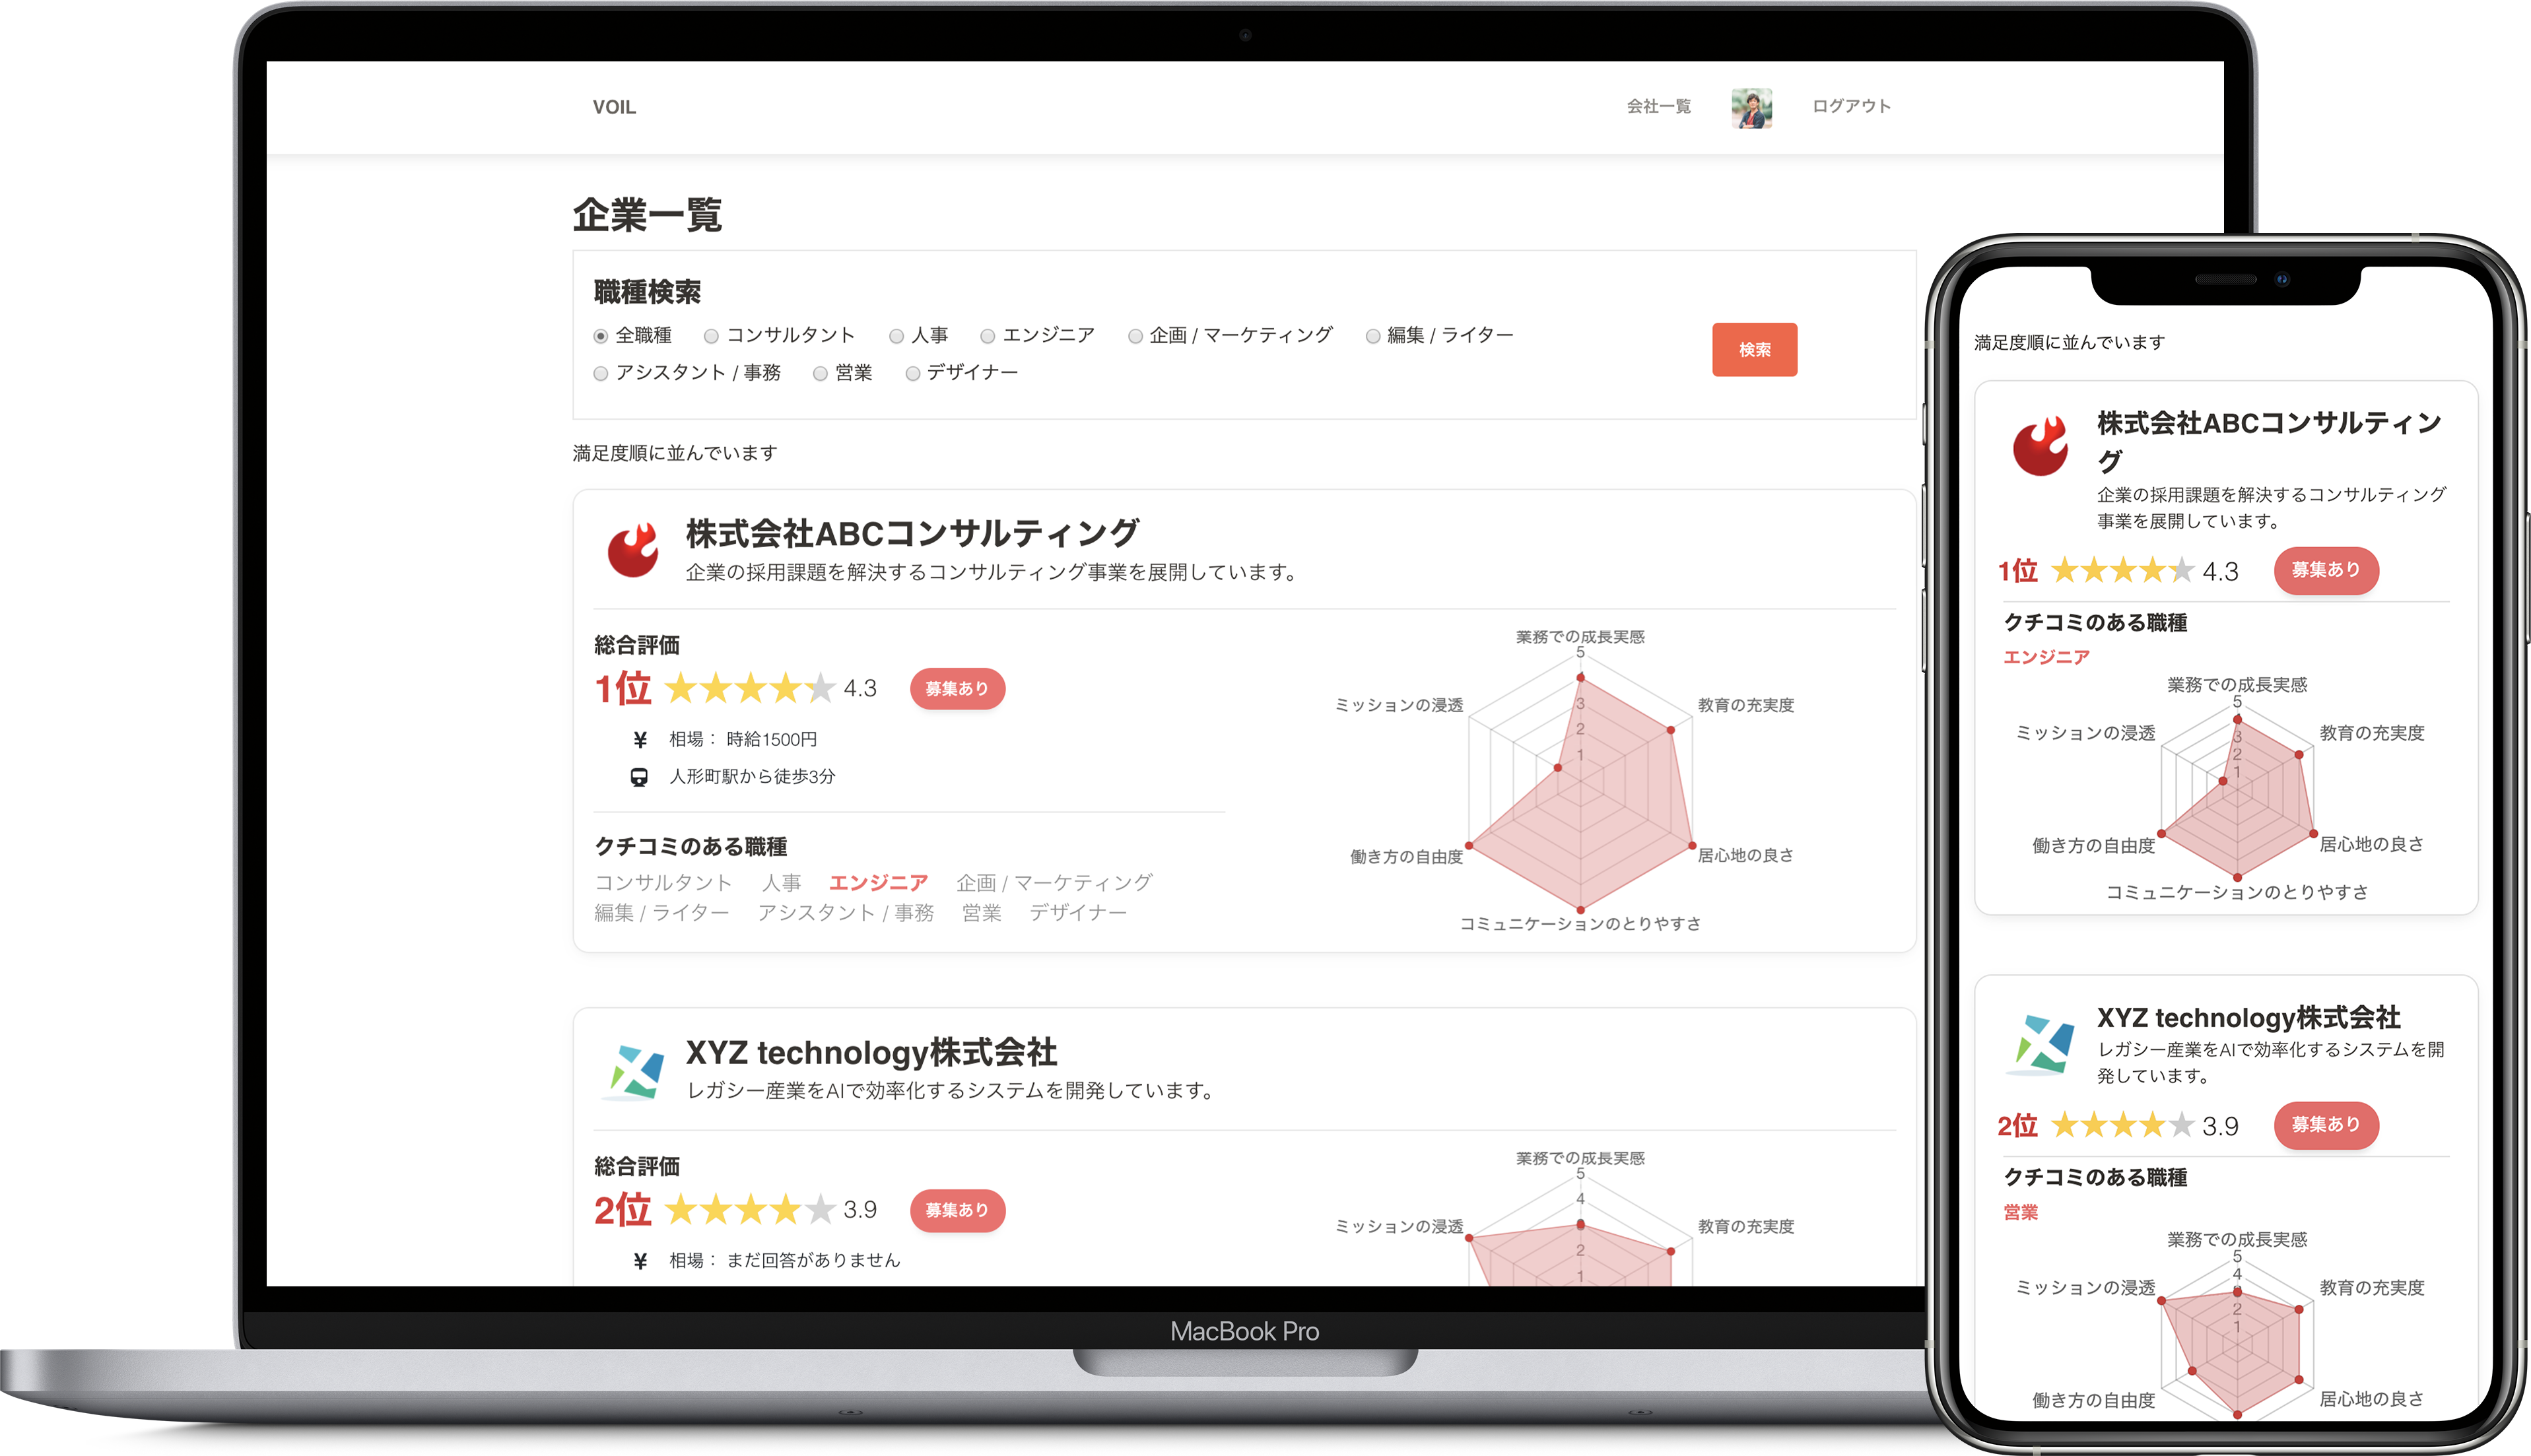 VOIL
会社一覧
ログアウト
企業一覧
職種検索
全職種 コンサルタント 人事 エンジニア 企画 / マーケティング 編集 / ライター
アシスタント / 事務 営業 デザイナー
検索
満足度順に並んでいます
株式会社ABCコンサルティング
企業の採用課題を解決するコンサルティング事業を展開しています。
総合評価
1位 4.3 募集あり
¥ 相場： 時給1500円
人形町駅から徒歩3分
クチコミのある職種
コンサルタント 人事 エンジニア 企画 / マーケティング
編集 / ライター アシスタント / 事務 営業 デザイナー
業務での成長実感
5
3
2
1
ミッションの浸透
教育の充実度
働き方の自由度
居心地の良さ
コミュニケーションのとりやすさ
XYZ technology株式会社
レガシー産業をAIで効率化するシステムを開発しています。
総合評価
2位 3.9 募集あり
¥ 相場： まだ回答がありません
業務での成長実感
5
4
2
1
ミッションの浸透
教育の充実度
MacBook Pro
満足度順に並んでいます
株式会社ABCコンサルティン
グ
企業の採用課題を解決するコンサルティング
事業を展開しています。
1位 4.3 募集あり
クチコミのある職種
エンジニア
業務での成長実感
5
3
2
1
ミッションの浸透
教育の充実度
働き方の自由度
居心地の良さ
コミュニケーションのとりやすさ
XYZ technology株式会社
レガシー産業をAIで効率化するシステムを開
発しています。
2位 3.9 募集あり
クチコミのある職種
営業
業務での成長実感
5
4
2
1
ミッションの浸透
教育の充実度
働き方の自由度
居心地の良さ